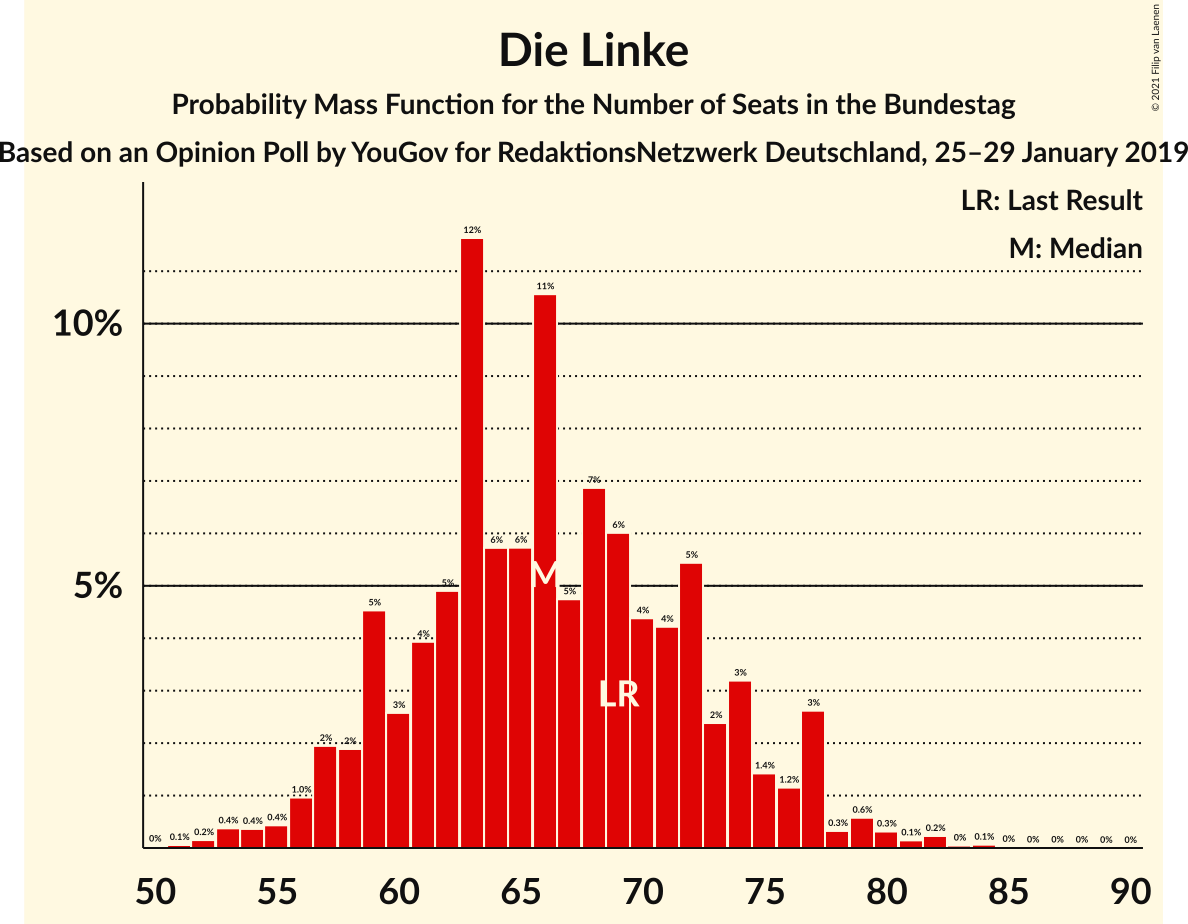 © 2021 Filip van Laenen
Die Linke
Probability Mass Function for the Number of Seats in the Bundestag
Based on an Opinion Poll by YouGov for RedaktionsNetzwerk Deutschland, 25–29 January 2019
LR: Last Result
M: Median
10%
5%
0% 0.1% 0.2% 0.4% 0.4% 0.4% 1.0% 2% 2% 5% 3% 4% 5% 12% 6% 6% 11% 5% 7% 6% 4% 4% 5% 2% 3% 1.4% 1.2% 3% 0.3% 0.6% 0.3% 0.1% 0.2% 0% 0.1% 0% 0% 0% 0% 0% 0%
M
LR
50 55 60 65 70 75 80 85 90